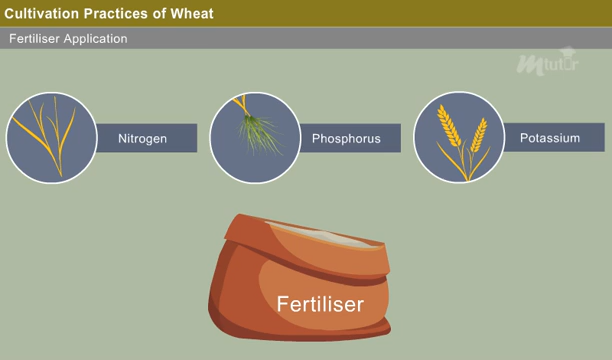 Cultivation Practices of Wheat
Fertiliser Application
mtutor
Nitrogen
Phosphorus
Potassium
Fertiliser